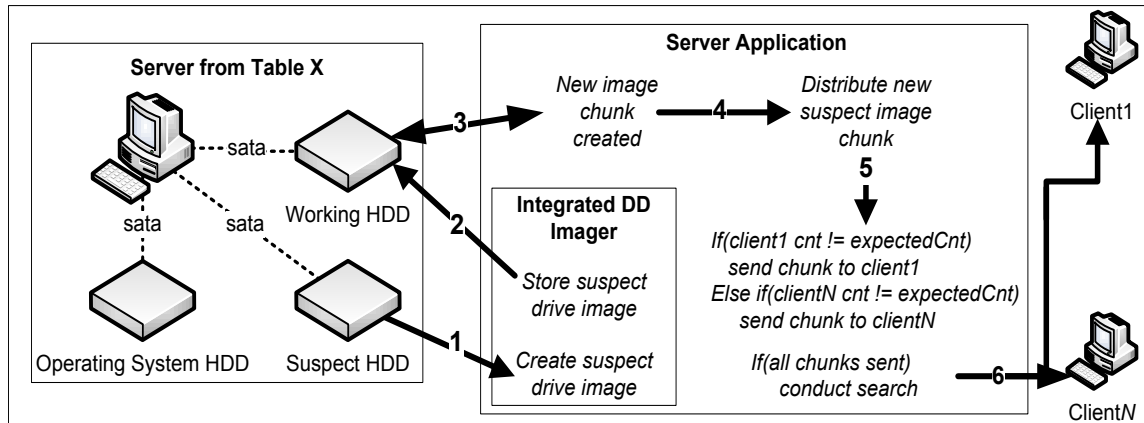 Server from Table X
sata
sata
sata
Working HDD
Operating System HDD
Suspect HDD
1
2
3
Server Application
New image
chunk
created
4
Distribute new
suspect image
chunk
5
Integrated DD
Imager
Store suspect
drive image
Create suspect
drive image
If(client1 cnt != expectedCnt)
send chunk to client1
Else if(clientN cnt != expectedCnt)
send chunk to clientN
If(all chunks sent)
conduct search
6
Client1
ClientN